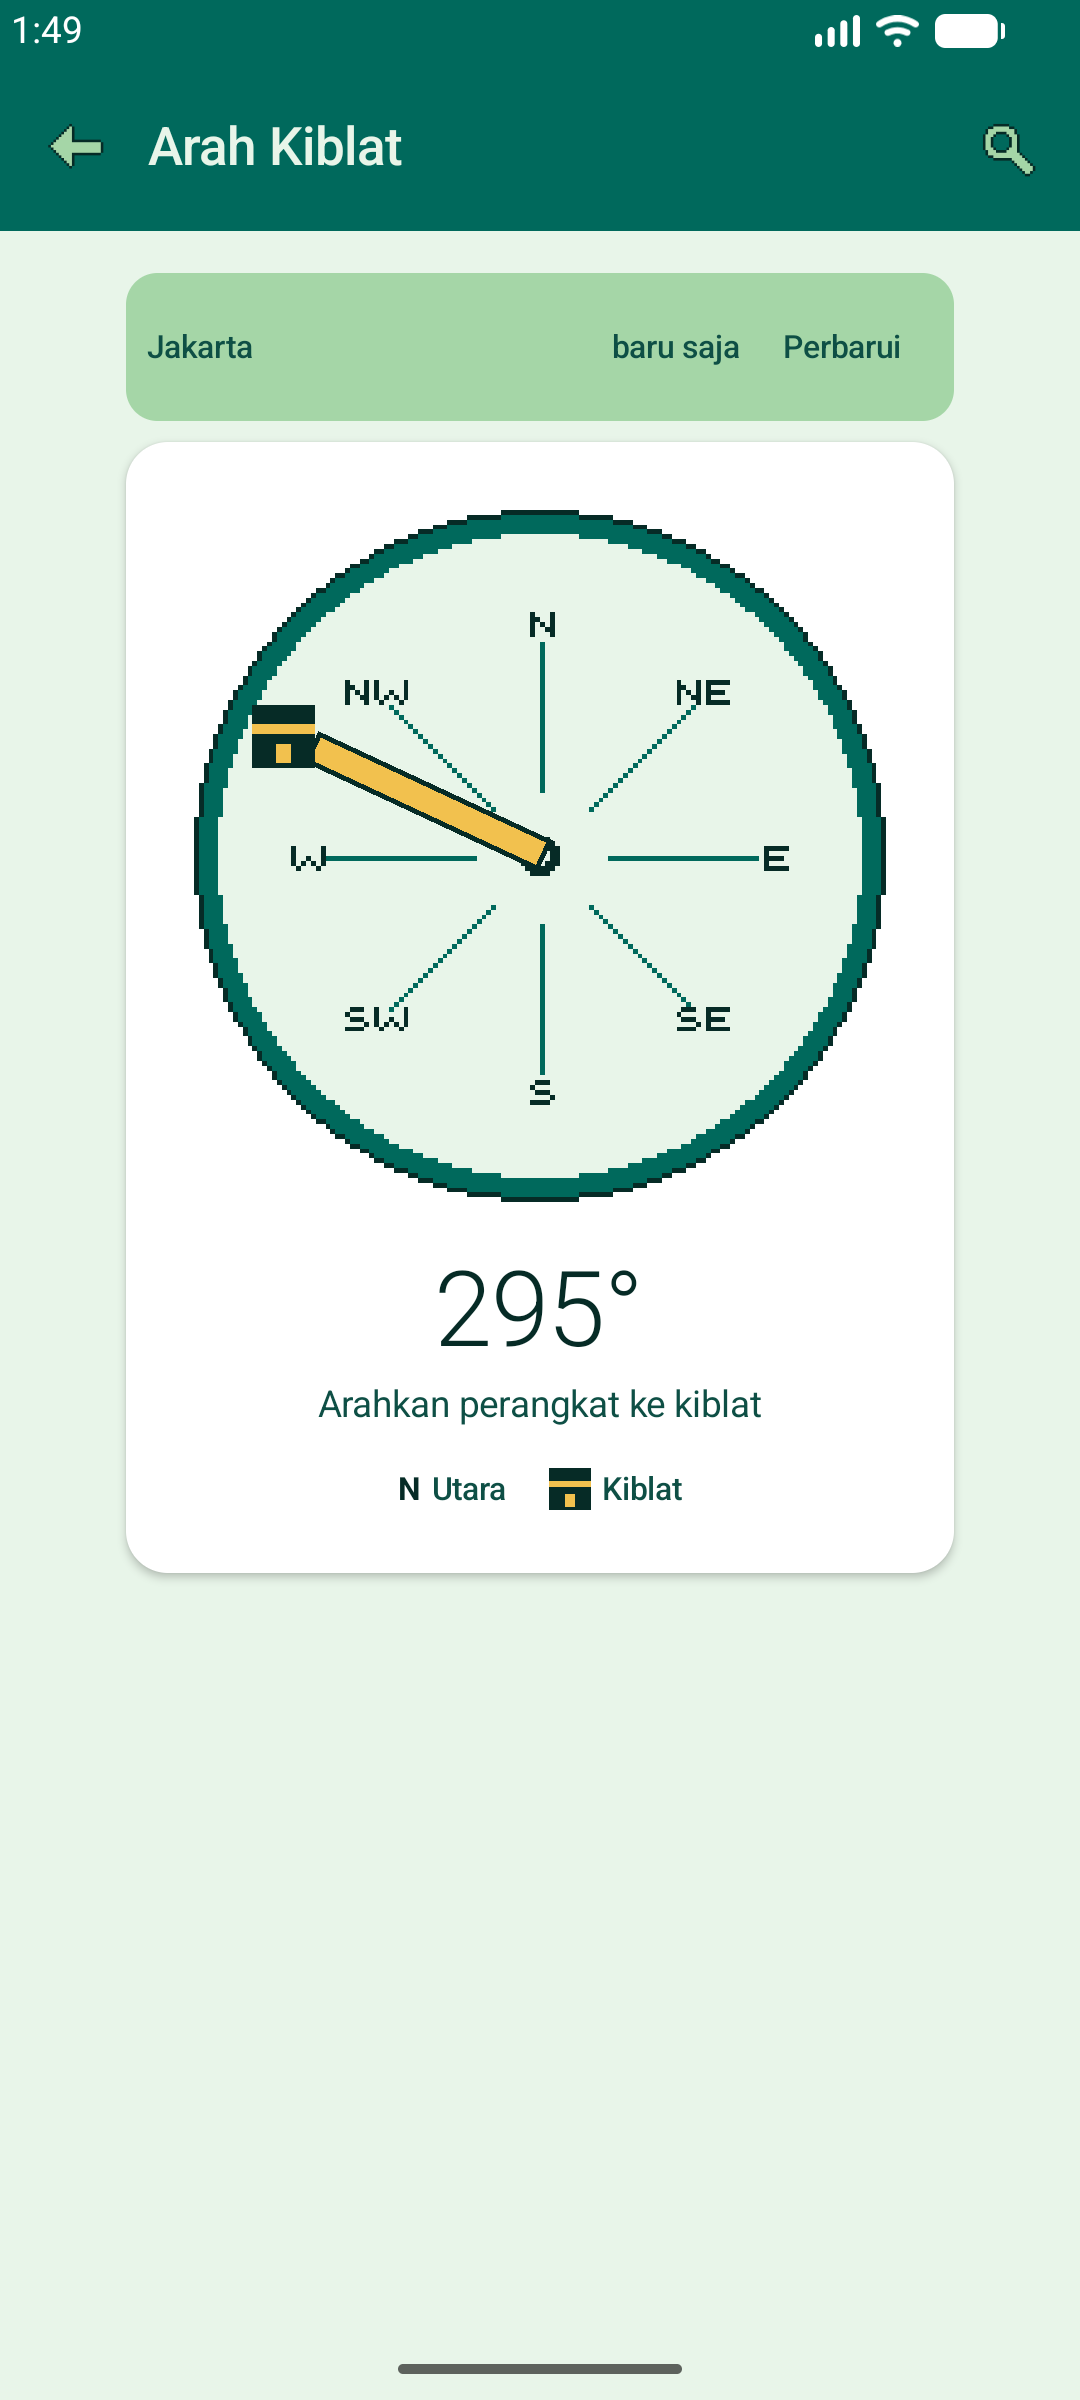 1:49
Arah Kiblat
Jakarta baru saja Perbarui
N
NW NE
W E
SW SE
S
295°
Arahkan perangkat ke kiblat
N Utara Kiblat